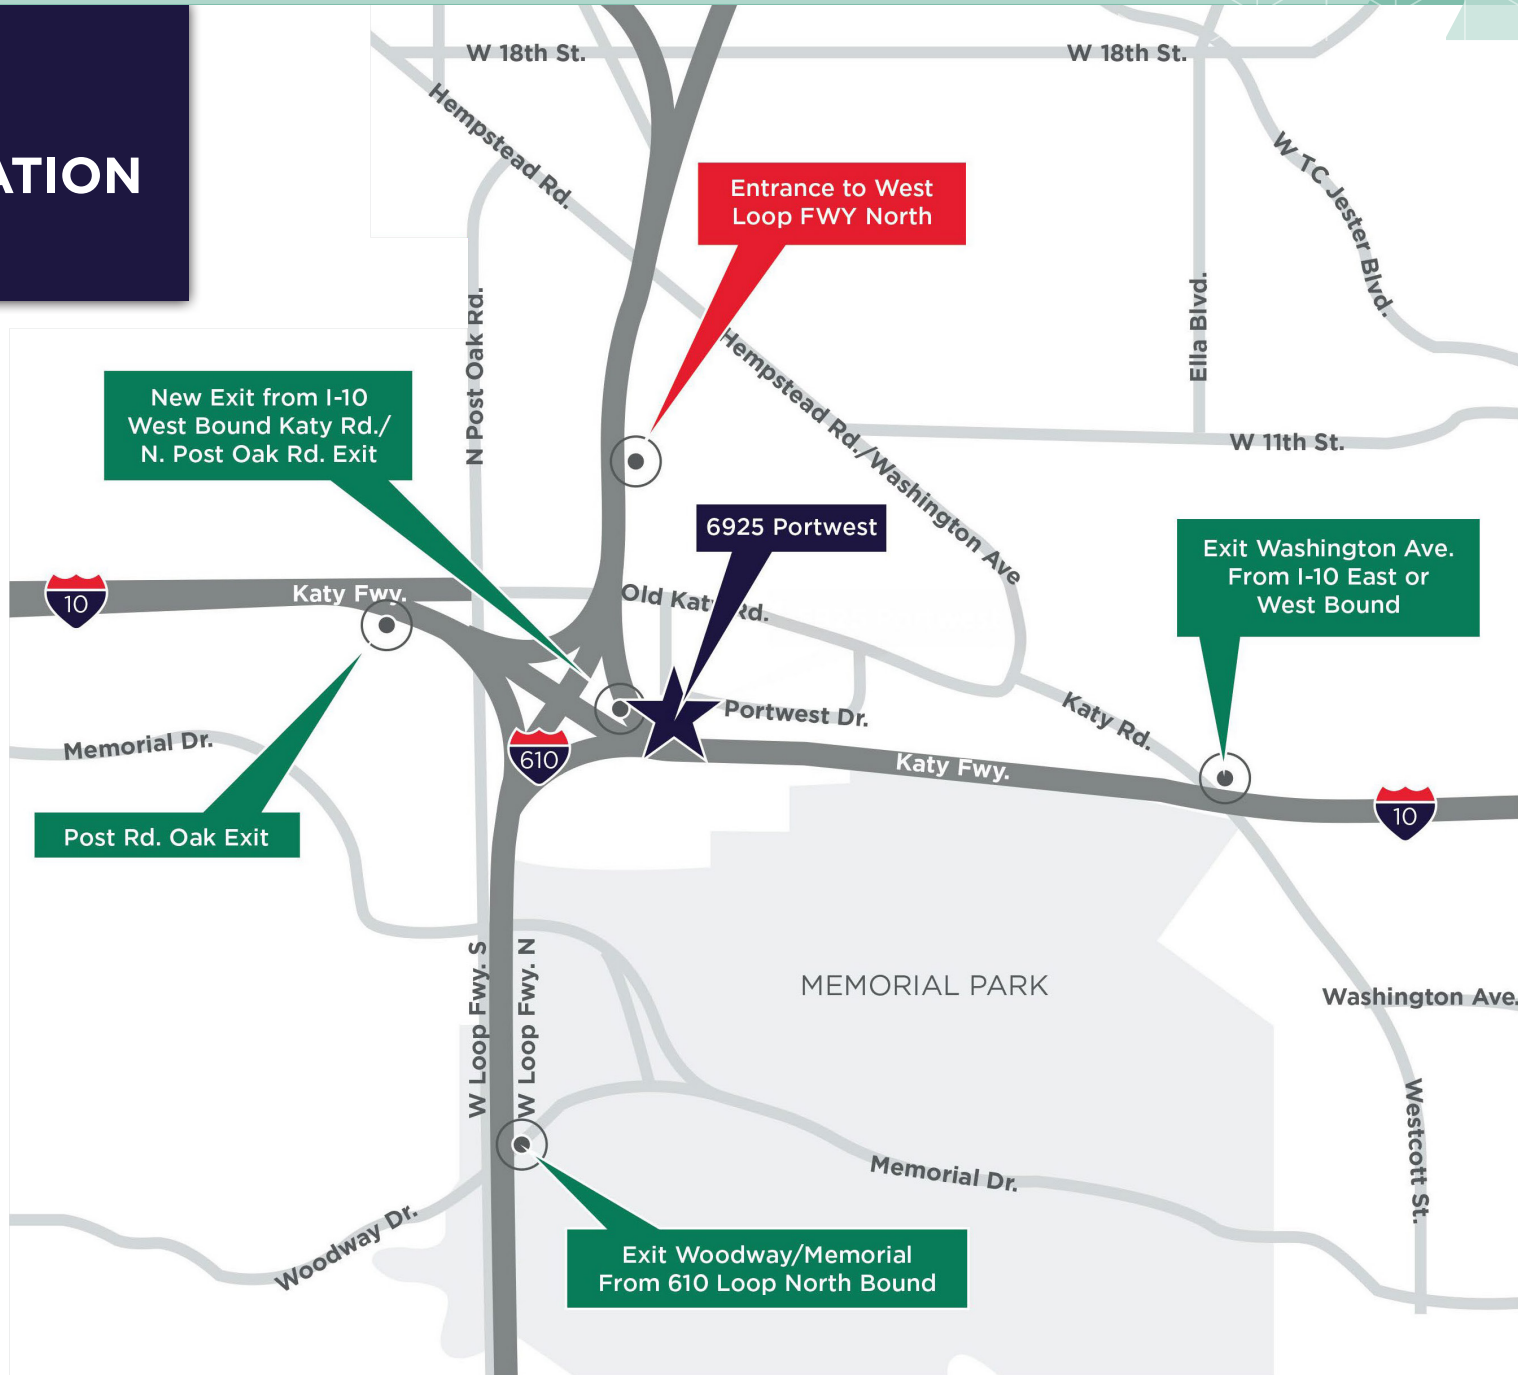 ATION
W 18th St.
W 18th St.
Hempstead Rd.
W TC Jester Blvd.
Entrance to West
Loop FWY North
N Post Oak Rd.
Ella Blvd.
New Exit from I-10
West Bound Katy Rd./
N. Post Oak Rd. Exit
Hempstead Rd./Washington Ave
W 11th St.
6925 Portwest
Exit Washington Ave.
From I-10 East or
West Bound
10
Katy Fwy.
Old Katy Rd.
Portwest Dr.
Katy Rd.
Memorial Dr.
610
Katy Fwy.
10
Post Rd. Oak Exit
W Loop Fwy. S
W Loop Fwy. N
MEMORIAL PARK
Washington Ave.
Westcott St.
Memorial Dr.
Woodway Dr.
Exit Woodway/Memorial
From 610 Loop North Bound